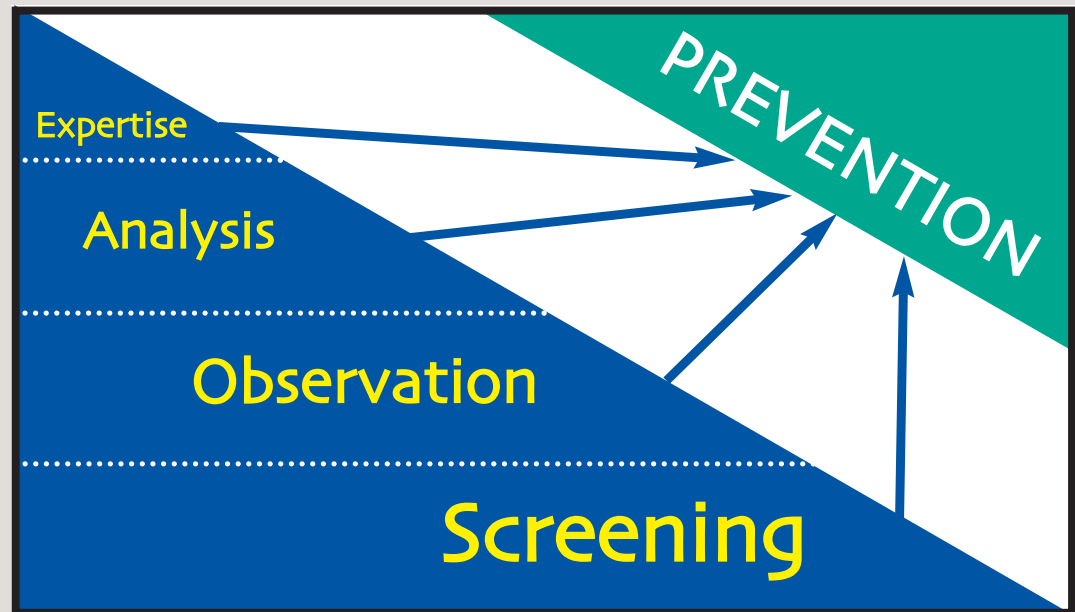 PREVENTION
Expertise
Analysis
Observation
Screening